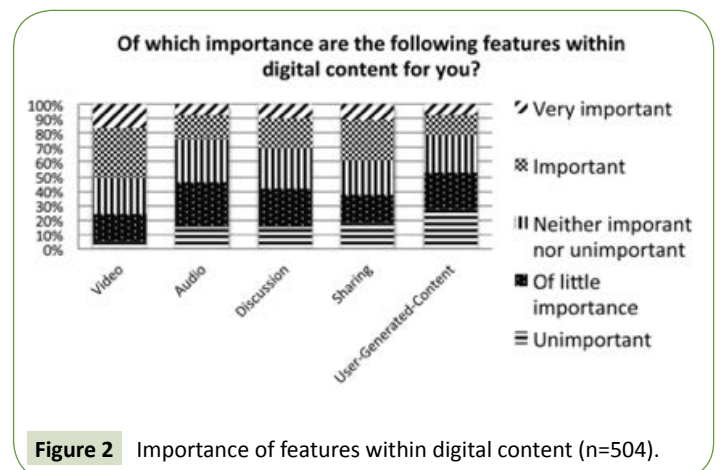 Of which importance are the following features within
digital content for you?
100%
90%
80%
70%
60%
50%
40%
30%
20%
10%
0%
Video
Audio
Discussion
Sharing
User-Generated-Content
Very important
Important
Neither imporant
nor unimportant
Of little
importance
Unimportant
Figure 2 Importance of features within digital content (n=504).